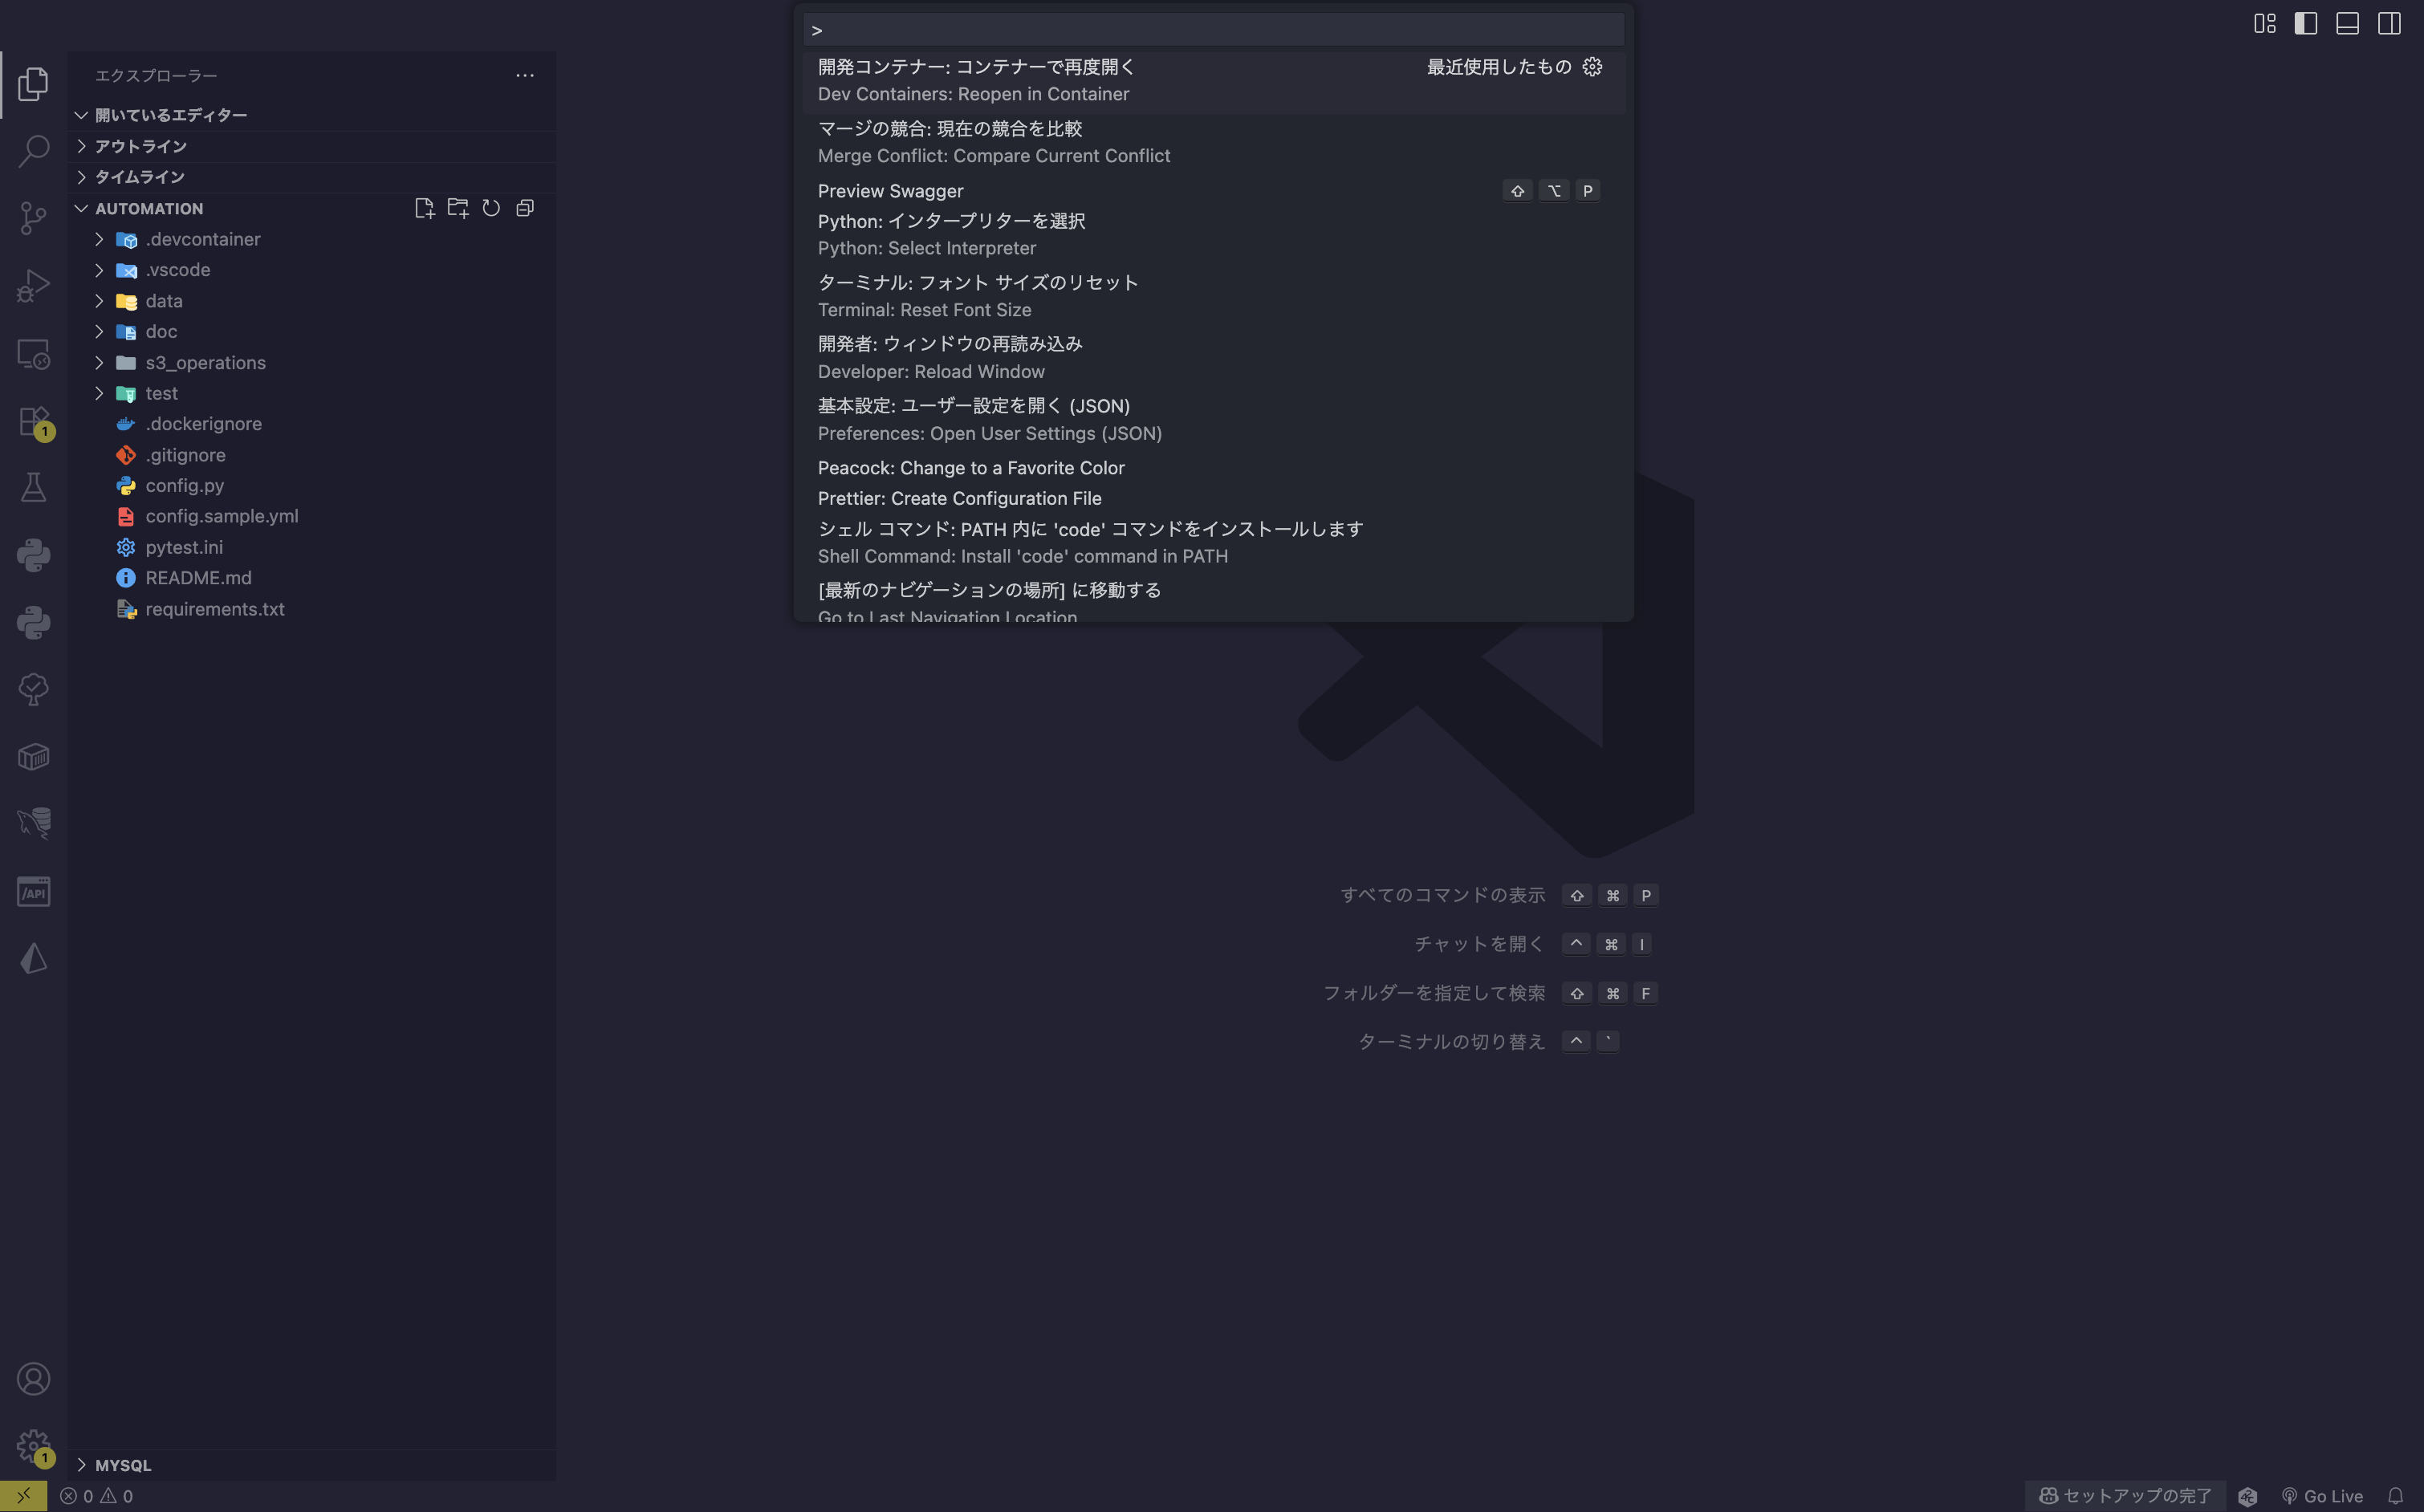 >
開発コンテナー: コンテナーで再度開く 最近使用したもの
Dev Containers: Reopen in Container
マージの競合: 現在の競合を比較
Merge Conflict: Compare Current Conflict
Preview Swagger ⇧ ⌥ P
Python: インタープリターを選択
Python: Select Interpreter
ターミナル: フォント サイズのリセット
Terminal: Reset Font Size
開発者: ウィンドウの再読み込み
Developer: Reload Window
基本設定: ユーザー設定を開く (JSON)
Preferences: Open User Settings (JSON)
Peacock: Change to a Favorite Color
Prettier: Create Configuration File
シェル コマンド: PATH 内に 'code' コマンドをインストールします
Shell Command: Install 'code' command in PATH
[最新のナビゲーションの場所] に移動する
Go to Last Navigation Location
エクスプローラー
開いているエディター
アウトライン
タイムライン
AUTOMATION
.devcontainer
.vscode
data
doc
s3_operations
test
.dockerignore
.gitignore
config.py
config.sample.yml
pytest.ini
README.md
requirements.txt
MYSQL
1
/API
1
すべてのコマンドの表示 ⇧ ⌘ P
チャットを開く ^ ⌘ I
フォルダーを指定して検索 ⇧ ⌘ F
ターミナルの切り替え ^ `
0 0
セットアップの完了 Go Live